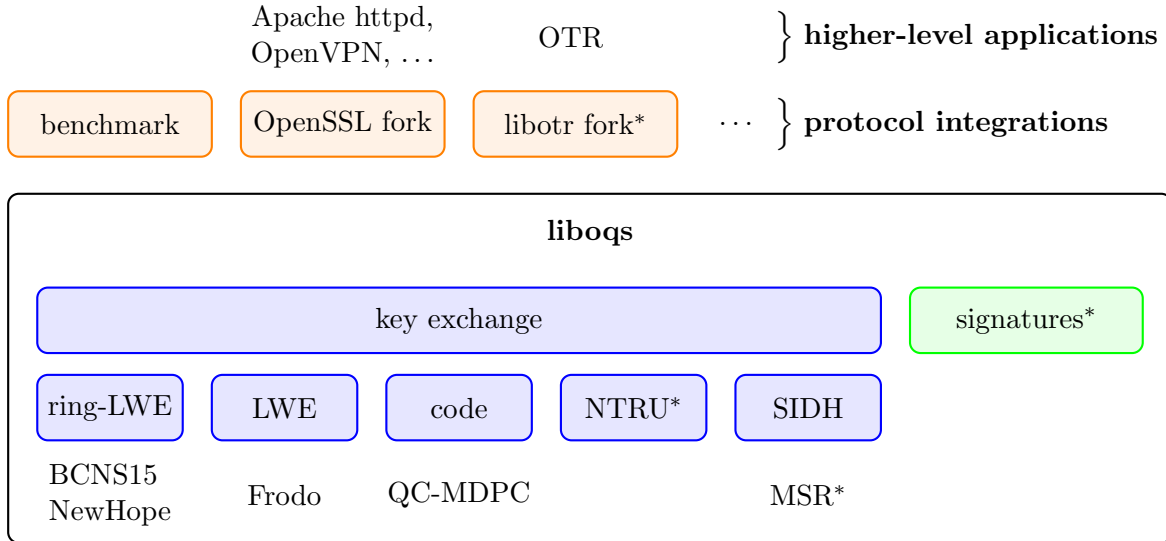 Apache httpd,
OpenVPN, ...
OTR
} higher-level applications
benchmark
OpenSSL fork
libotr fork*
...
} protocol integrations
liboqs
key exchange
signatures*
ring-LWE
LWE
code
NTRU*
SIDH
BCNS15
NewHope
Frodo
QC-MDPC
MSR*